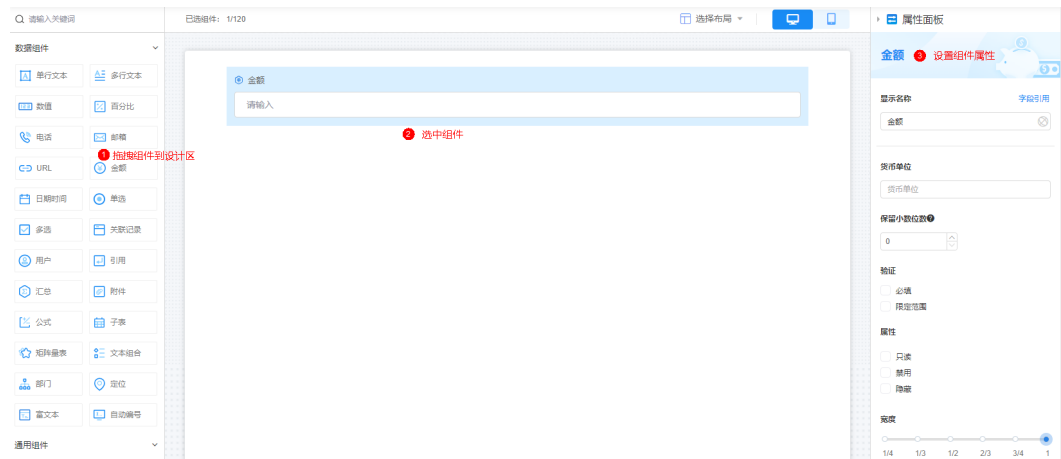 请输入关键词
已选组件： 1/120
选择布局
属性面板
数据组件
单行文本
多行文本
数值
百分比
电话
邮箱
1 拖拽组件到设计区
URL
金额
日期时间
单选
多选
关联记录
用户
引用
汇总
附件
公式
子表
矩阵量表
文本组合
部门
定位
富文本
自动编号
通用组件
金额
请输入
2 选中组件
金额
3 设置组件属性
显示名称
字段引用
金额
货币单位
货币单位
保留小数位数
0
验证
必填
限定范围
属性
只读
禁用
隐藏
宽度
1/4 1/3 1/2 2/3 3/4 1